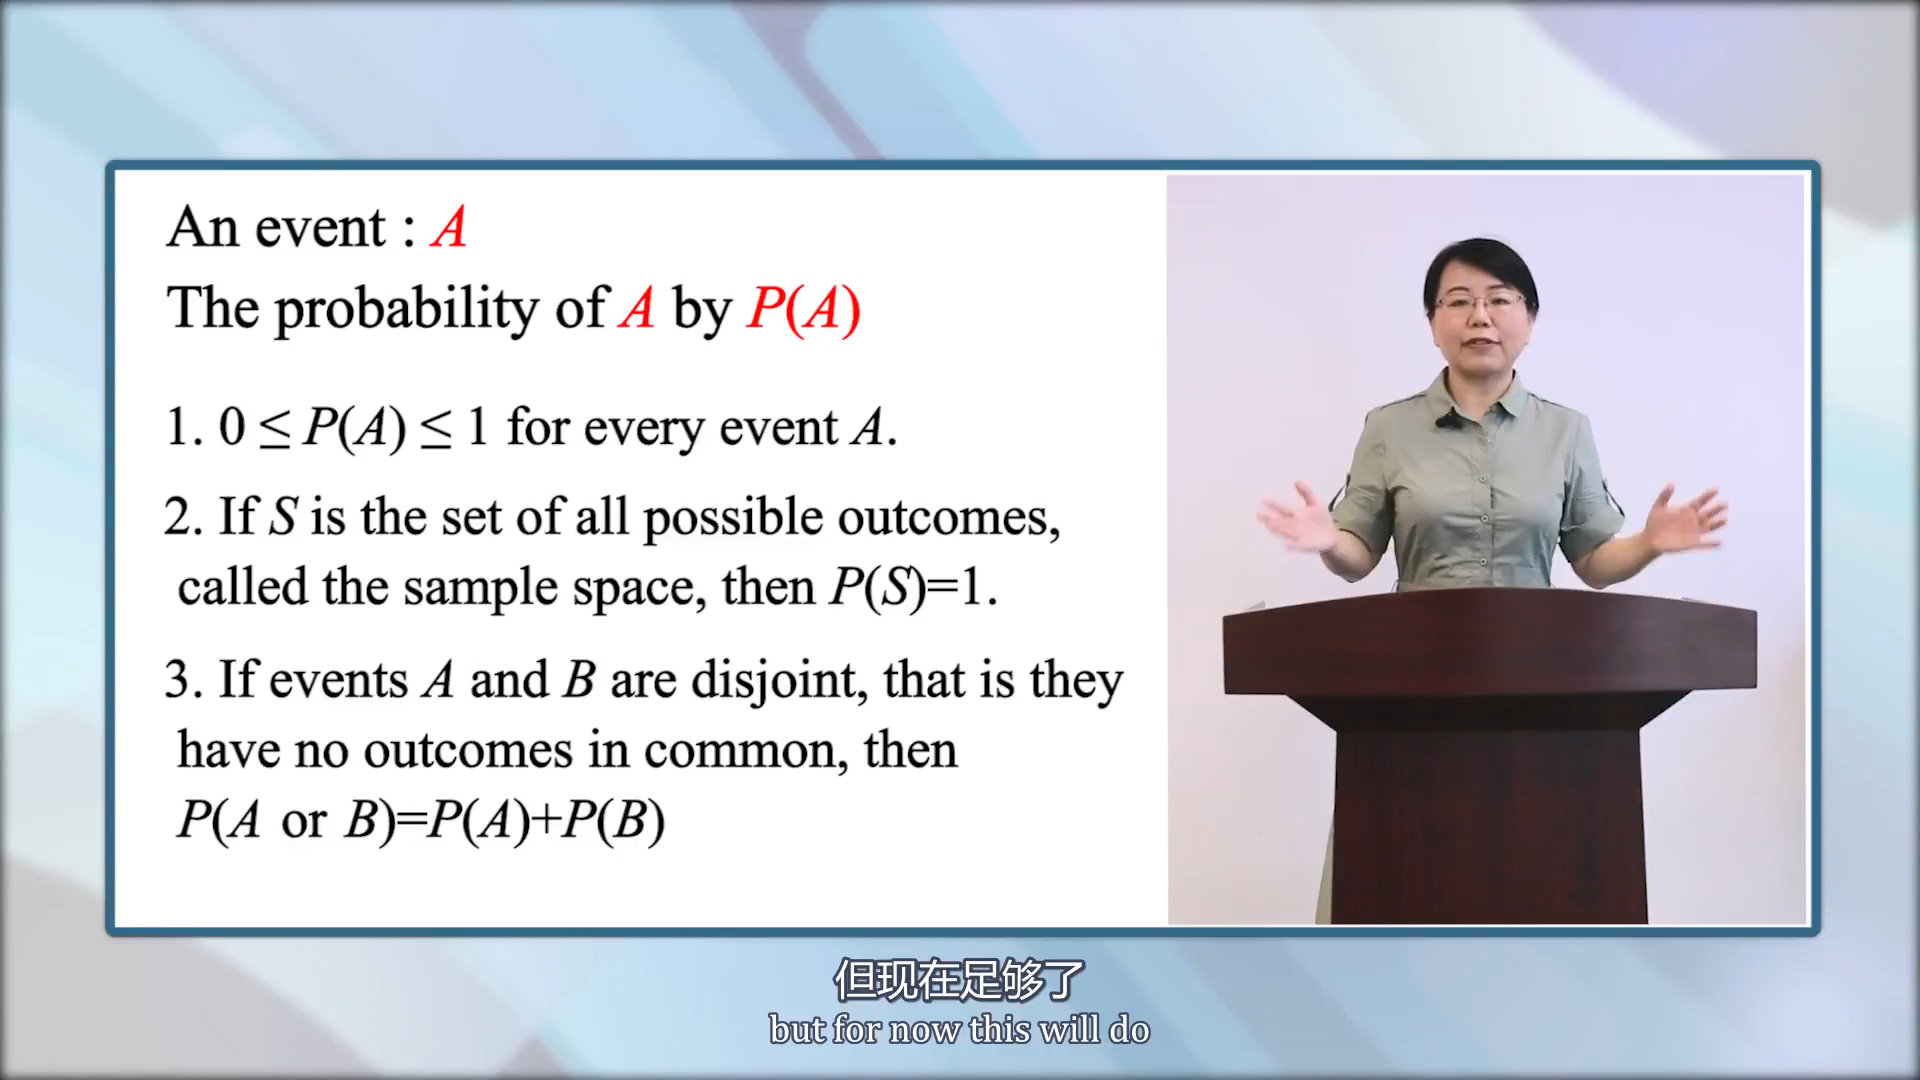 An event : A
The probability of A by P(A)
1. 0 ≤ P(A) ≤ 1 for every event A.
2. If S is the set of all possible outcomes,
called the sample space, then P(S)=1.
3. If events A and B are disjoint, that is they
have no outcomes in common, then
P(A or B)=P(A)+P(B)
但现在足够了
but for now this will do